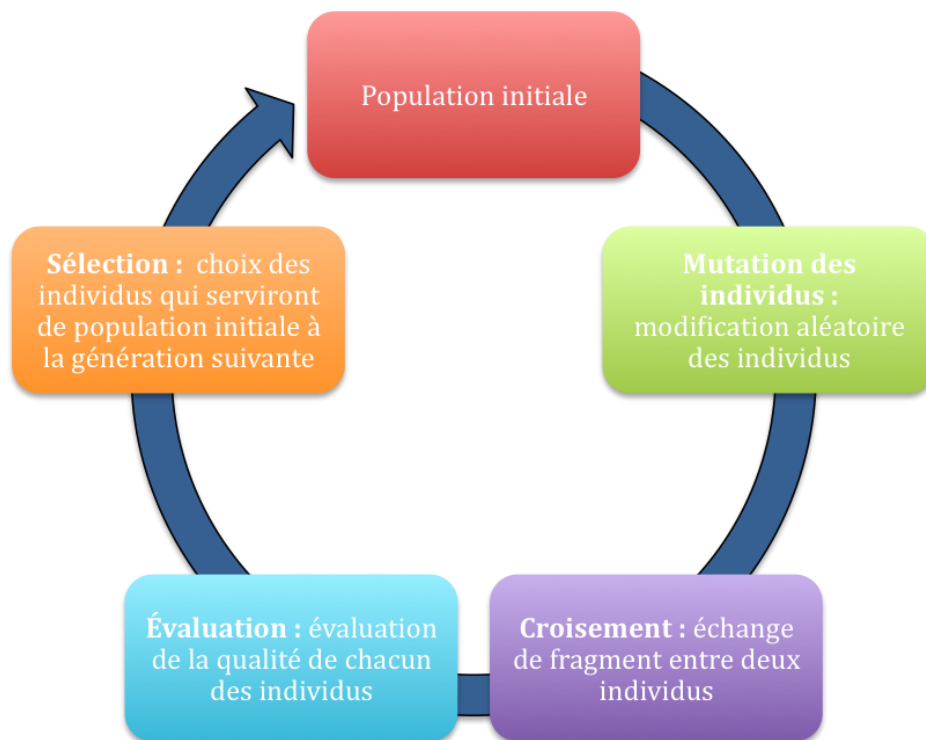 Population initiale
Mutation des
individus :
modification aléatoire
des individus
Croisement : échange
de fragment entre deux
individus
Évaluation : évaluation
de la qualité de chacun
des individus
Sélection : choix des
individus qui serviront
de population initiale à
la génération suivante